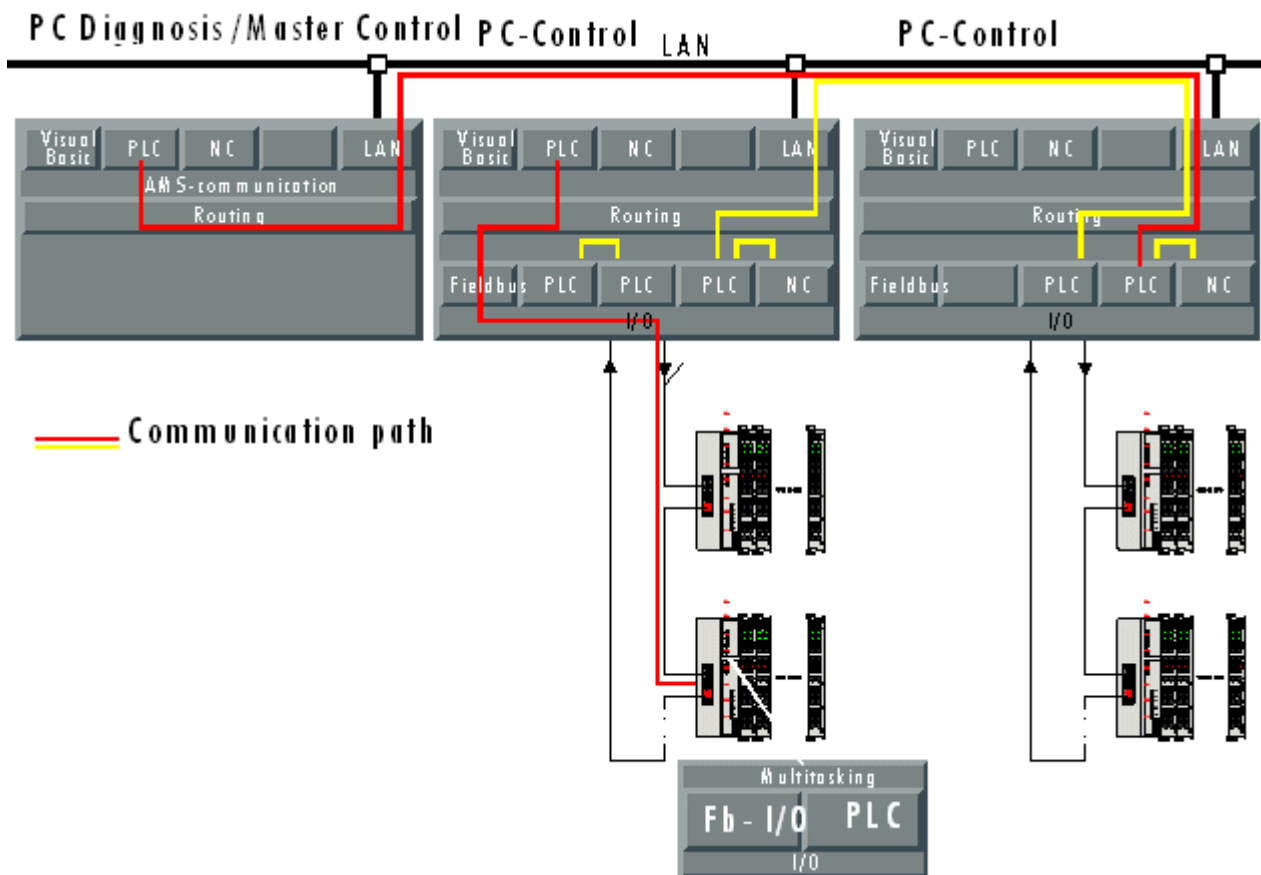 PC Diagnosis /Master Control PC-Control LAN PC-Control
Visual Basic PLC NC LAN
AMS-communication
Routing
Visual Basic PLC NC LAN
Routing
Fieldbus PLC PLC PLC NC
I/O
Visual Basic PLC NC LAN
Routing
Fieldbus PLC PLC NC
I/O
Communication path
Multitasking
Fb - I/O PLC
I/O